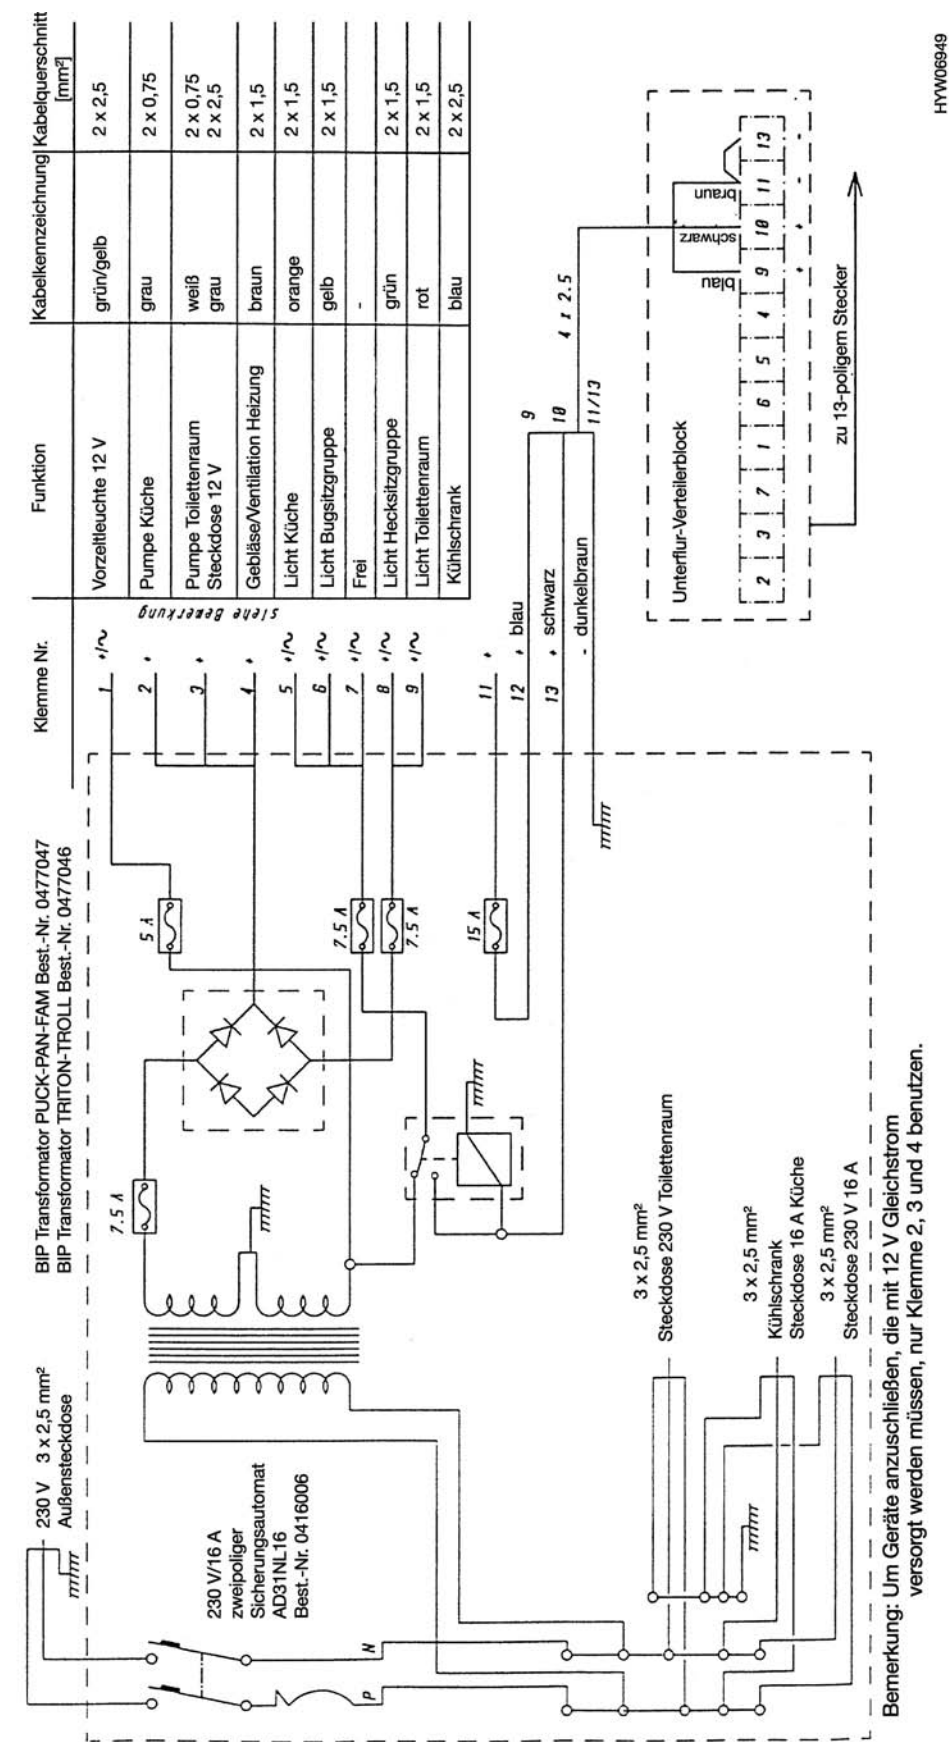 BIP Transformator PUCK-PAN-FAM Best.-Nr. 0477047
BIP Transformator TRITON-TROLL Best.-Nr. 0477046
230 V 3 x 2,5 mm²
Außensteckdose
230 V/16 A
zweipoliger
Sicherungsautomat
AD31NL16
Best.-Nr. 0416006
P
N
7.5 A
5 A
7.5 A
7.5 A
15 A
Klemme Nr. Funktion Kabelkennzeichnung Kabelquerschnitt
[mm²]
1 +/~ Vorzeltleuchte 12 V grün/gelb 2 x 2,5
2 + Pumpe Küche grau 2 x 0,75
3 + Pumpe Toilettenraum weiß 2 x 0,75
Steckdose 12 V grau 2 x 2,5
4 + Gebläse/Ventilation Heizung braun 2 x 1,5
5 +/~ Licht Küche orange 2 x 1,5
6 +/~ Licht Bugsitzgruppe gelb 2 x 1,5
7 +/~ Frei -
8 +/~ Licht Hecksitzgruppe grün 2 x 1,5
9 +/~ Licht Toilettenraum rot 2 x 1,5
Kühlschrank blau 2 x 2,5
siehe Bemerkung
11 +
12 + blau 9
13 + schwarz 10
- dunkelbraun 11/13
4 x 2.5
Unterflur-Verteilerblock
blau
schwarz
braun
2 3 7 1 6 5 4 9 10 11 13
+ + - -
zu 13-poligem Stecker
3 x 2,5 mm²
Steckdose 230 V Toilettenraum
3 x 2,5 mm²
Kühlschrank
Steckdose 16 A Küche
3 x 2,5 mm²
Steckdose 230 V 16 A
Bemerkung: Um Geräte anzuschließen, die mit 12 V Gleichstrom
versorgt werden müssen, nur Klemme 2, 3 und 4 benutzen.
HYW06949